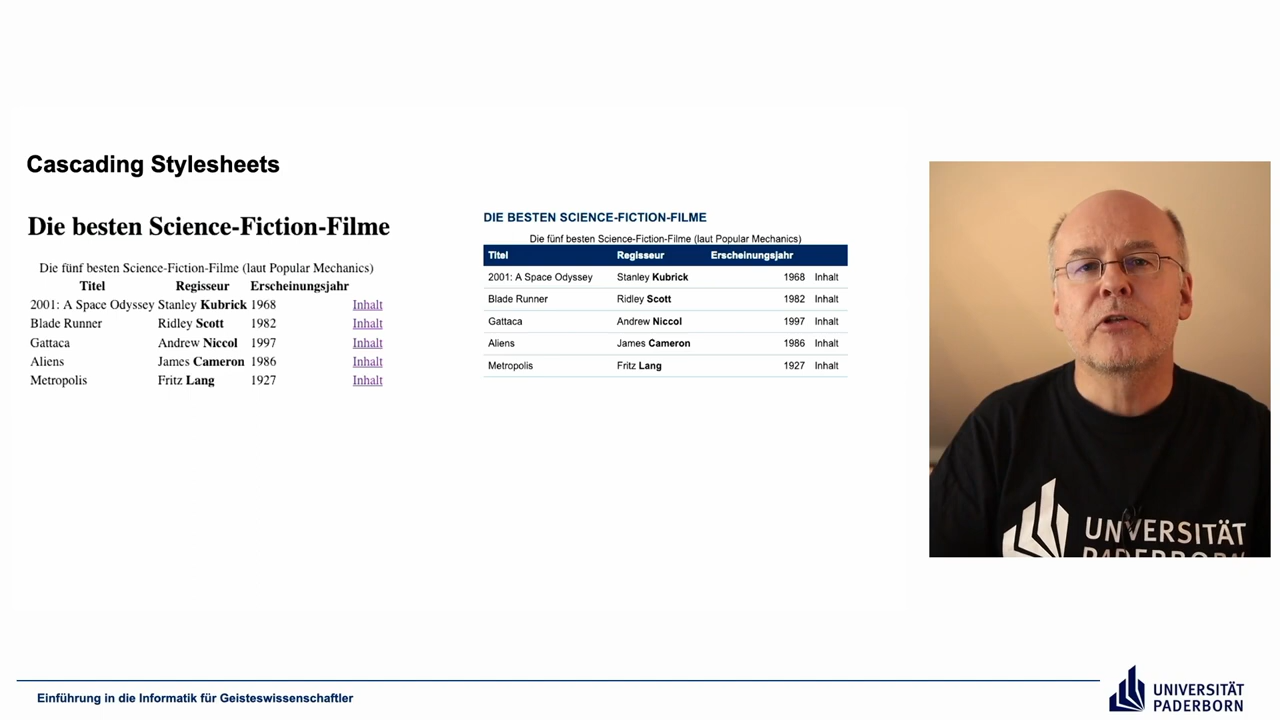 Cascading Stylesheets
Die besten Science-Fiction-Filme
Die fünf besten Science-Fiction-Filme (laut Popular Mechanics)
Titel Regisseur Erscheinungsjahr
2001: A Space Odyssey Stanley Kubrick 1968 Inhalt
Blade Runner Ridley Scott 1982 Inhalt
Gattaca Andrew Niccol 1997 Inhalt
Aliens James Cameron 1986 Inhalt
Metropolis Fritz Lang 1927 Inhalt
DIE BESTEN SCIENCE-FICTION-FILME
Die fünf besten Science-Fiction-Filme (laut Popular Mechanics)
Titel Regisseur Erscheinungsjahr
2001: A Space Odyssey Stanley Kubrick 1968 Inhalt
Blade Runner Ridley Scott 1982 Inhalt
Gattaca Andrew Niccol 1997 Inhalt
Aliens James Cameron 1986 Inhalt
Metropolis Fritz Lang 1927 Inhalt
UNIVERSITÄT
PADERBORN
Einführung in die Informatik für Geisteswissenschaftler
UNIVERSITÄT
PADERBORN